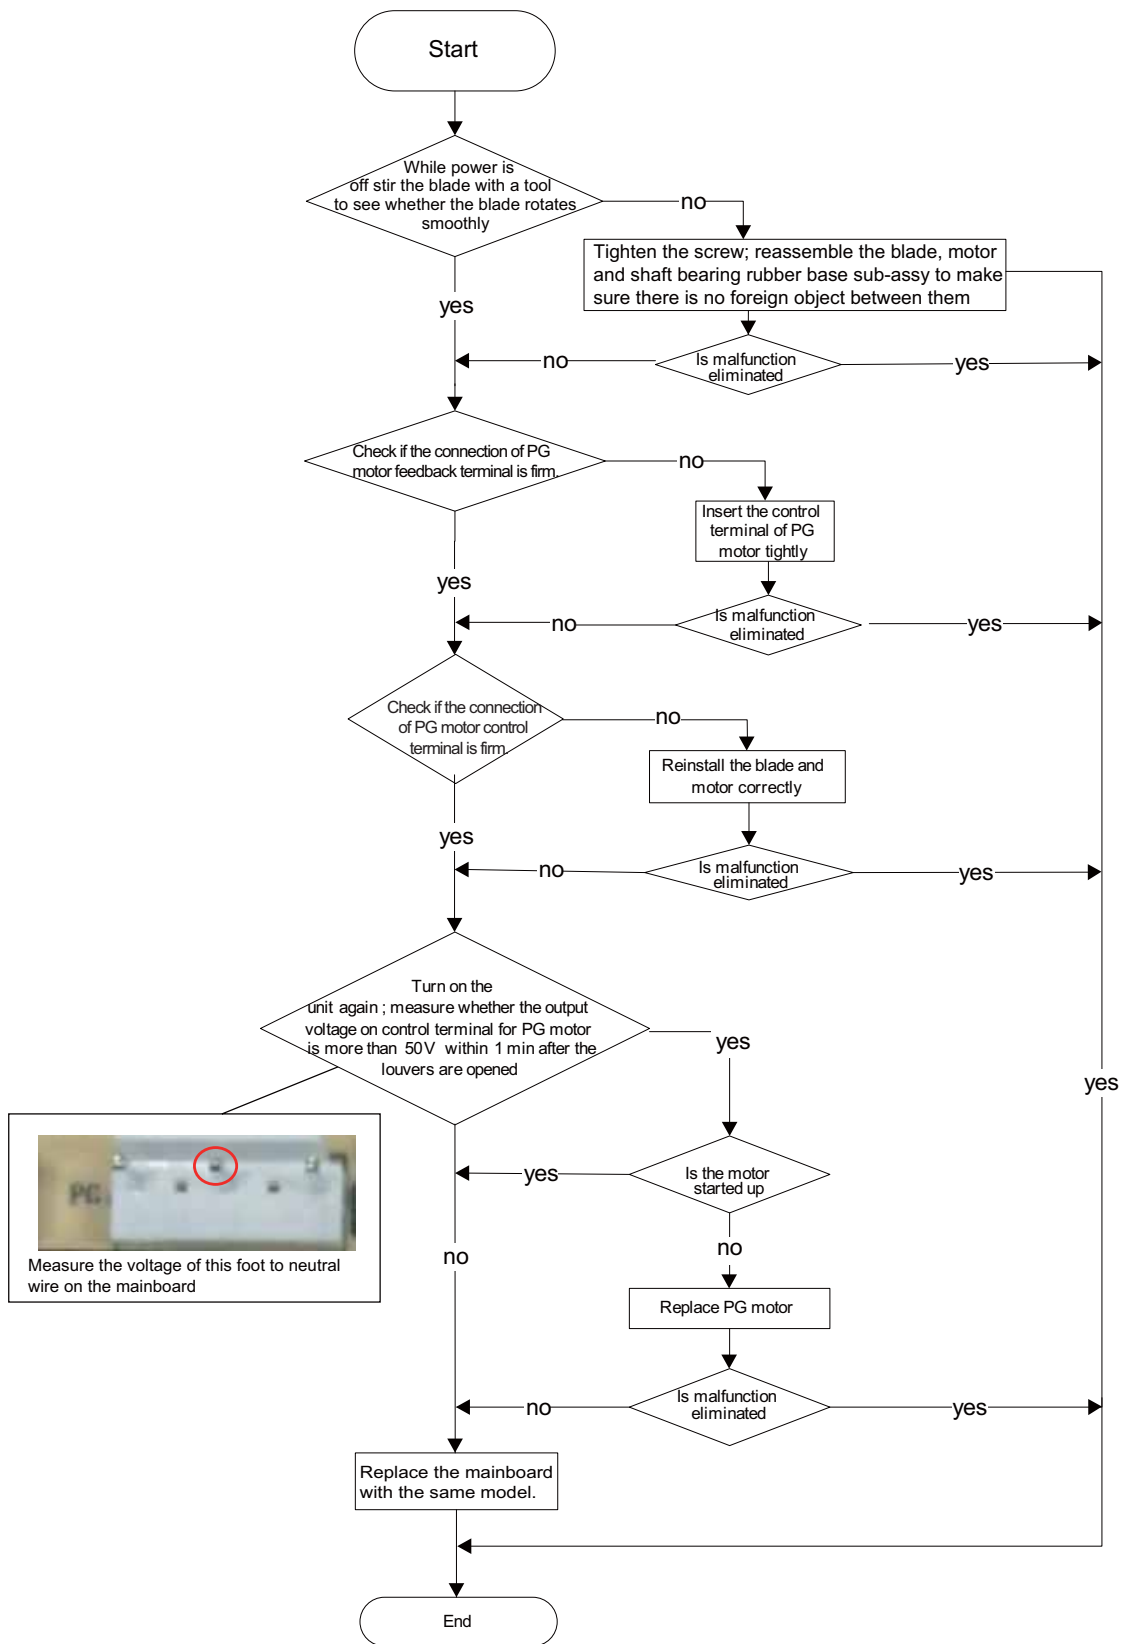 Start
While power is
off stir the blade with a tool
to see whether the blade rotates
smoothly
no
Tighten the screw; reassemble the blade, motor
and shaft bearing rubber base sub-assy to make
sure there is no foreign object between them
yes
no
Is malfunction
eliminated
yes
Check if the connection of PG
motor feedback terminal is firm.
no
Insert the control
terminal of PG
motor tightly
yes
no
Is malfunction
eliminated
yes
Check if the connection
of PG motor control
terminal is firm.
no
Reinstall the blade and
motor correctly
yes
no
Is malfunction
eliminated
yes
Turn on the
unit again ; measure whether the output
voltage on control terminal for PG motor
is more than 50V within 1 min after the
louvers are opened
yes
yes
PG
Measure the voltage of this foot to neutral
wire on the mainboard
yes
Is the motor
started up
no
no
Replace PG motor
no
Is malfunction
eliminated
yes
Replace the mainboard
with the same model.
End